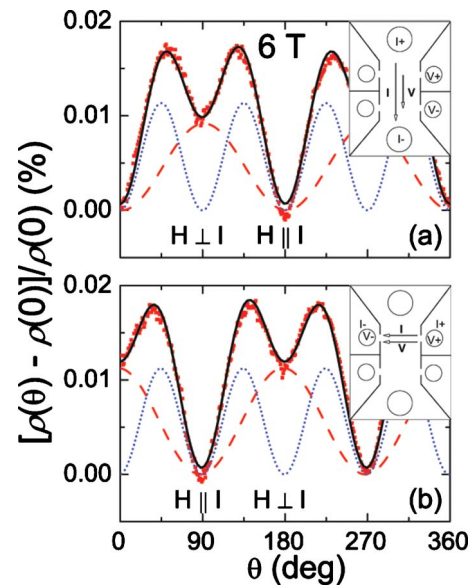 [ρ(θ) - ρ(0)]/ρ(0) (%)
6 T
0.02
0.01
0.00
I+
I
V
V+
V-
I-
H ⊥ I
H ∥ I
(a)
0.02
0.01
0.00
I-
V-
I
V
I+
V+
H ∥ I
H ⊥ I
(b)
0
90
180
270
360
θ (deg)